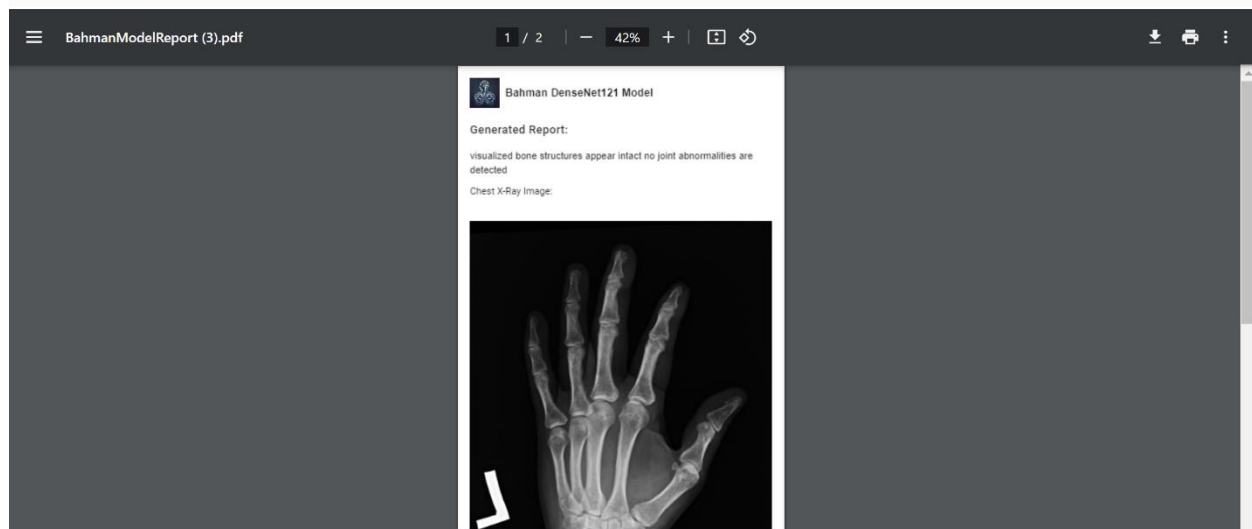 BahmanModelReport (3).pdf
1 / 2
42%
Bahman DenseNet121 Model
Generated Report:
visualized bone structures appear intact no joint abnormalities are
detected
Chest X-Ray Image:
L